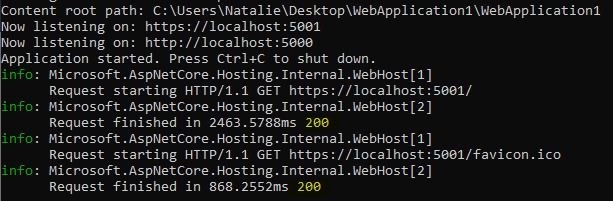 Content root path: C:\Users\Natalie\Desktop\WebApplication1\WebApplication1
Now listening on: https://localhost:5001
Now listening on: http://localhost:5000
Application started. Press Ctrl+C to shut down.
info: Microsoft.AspNetCore.Hosting.Internal.WebHost[1]
      Request starting HTTP/1.1 GET https://localhost:5001/
info: Microsoft.AspNetCore.Hosting.Internal.WebHost[2]
      Request finished in 2463.5788ms 200
info: Microsoft.AspNetCore.Hosting.Internal.WebHost[1]
      Request starting HTTP/1.1 GET https://localhost:5001/favicon.ico
info: Microsoft.AspNetCore.Hosting.Internal.WebHost[2]
      Request finished in 868.2552ms 200